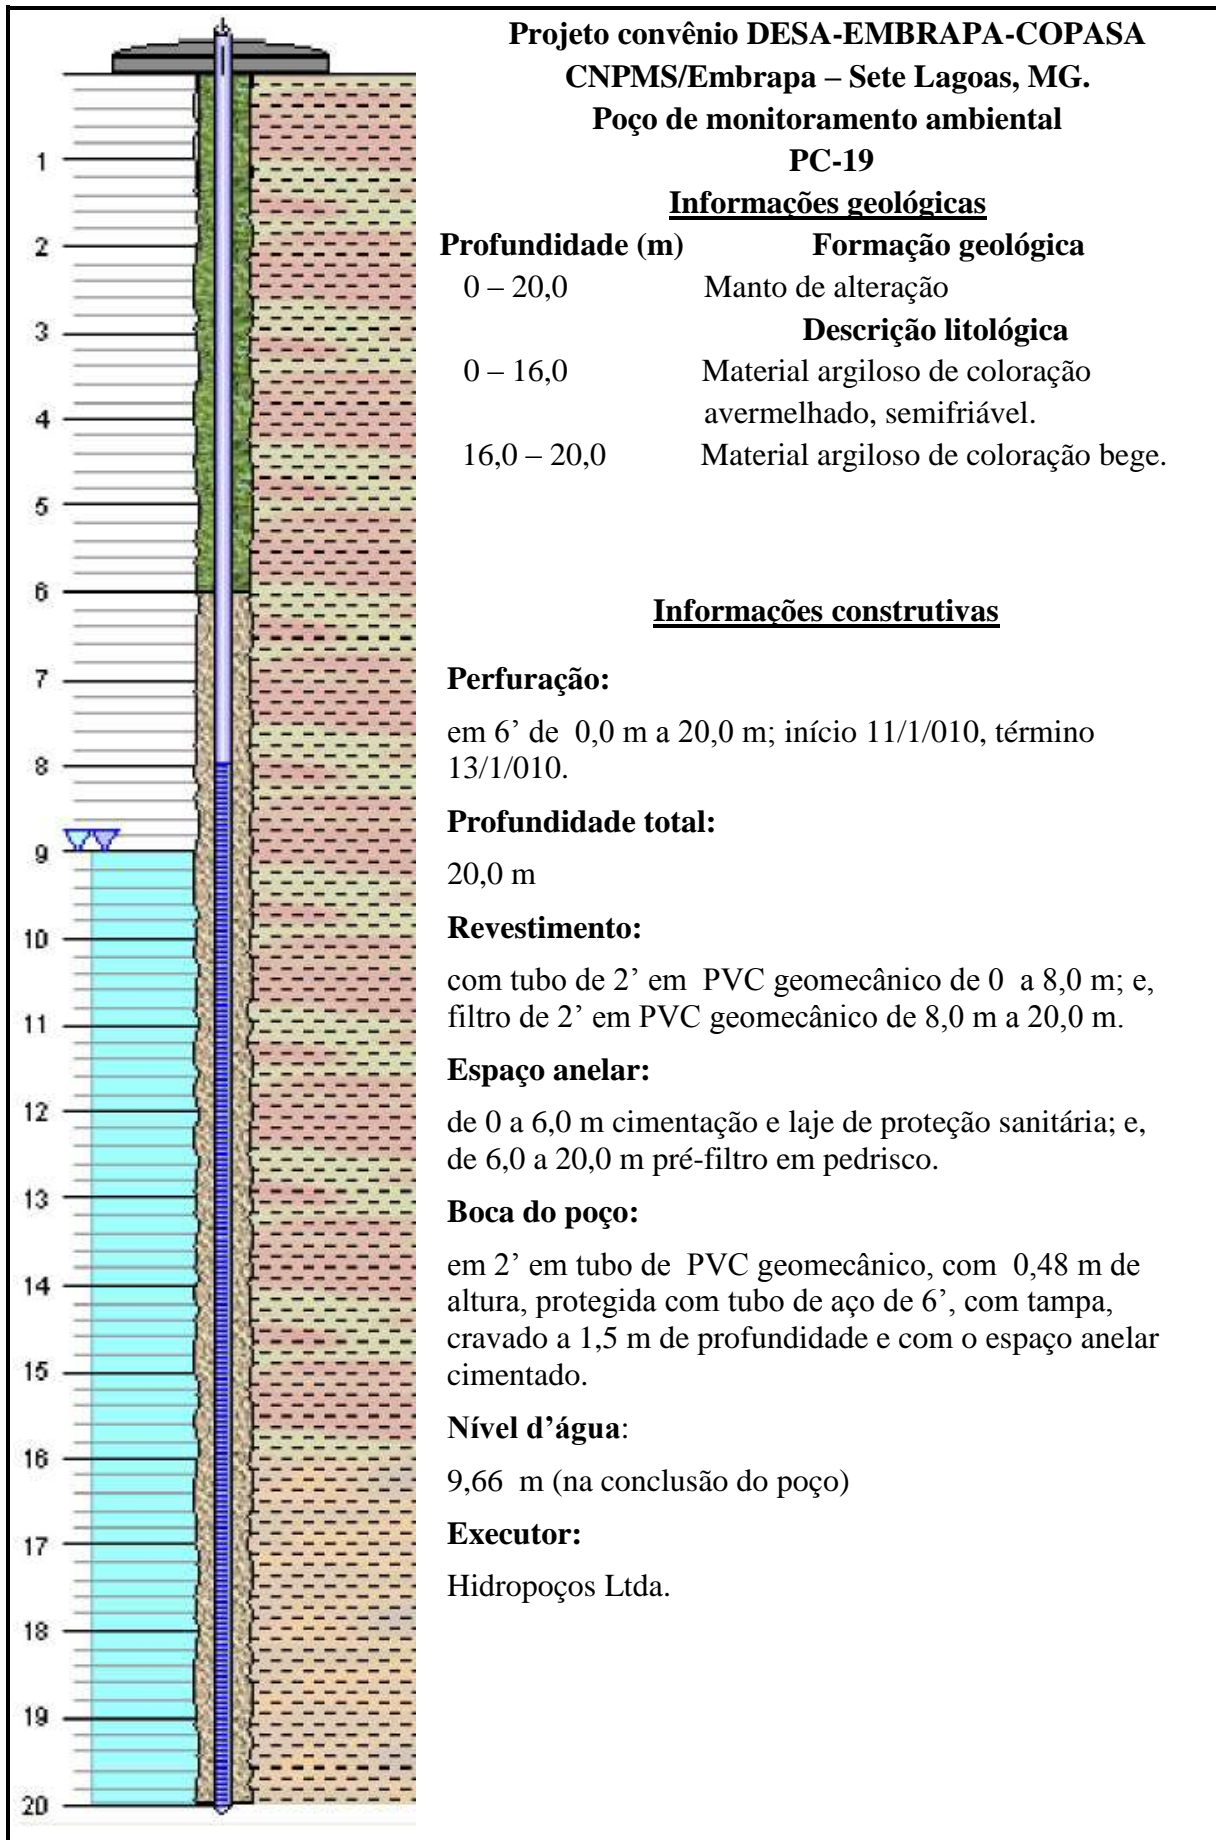 Projeto convênio DESA-EMBRAPA-COPASA
CNPMS/Embrapa – Sete Lagoas, MG.
Poço de monitoramento ambiental
PC-19
Informações geológicas
Profundidade (m) Formação geológica
0 – 20,0 Manto de alteração
Descrição litológica
0 – 16,0 Material argiloso de coloração
avermelhado, semifriável.
16,0 – 20,0 Material argiloso de coloração bege.
Informações construtivas
Perfuração:
em 6’ de 0,0 m a 20,0 m; início 11/1/010, término
13/1/010.
Profundidade total:
20,0 m
Revestimento:
com tubo de 2’ em PVC geomecânico de 0 a 8,0 m; e,
filtro de 2’ em PVC geomecânico de 8,0 m a 20,0 m.
Espaço anelar:
de 0 a 6,0 m cimentação e laje de proteção sanitária; e,
de 6,0 a 20,0 m pré-filtro em pedrisco.
Boca do poço:
em 2’ em tubo de PVC geomecânico, com 0,48 m de
altura, protegida com tubo de aço de 6’, com tampa,
cravado a 1,5 m de profundidade e com o espaço anelar
cimentado.
Nível d’água:
9,66 m (na conclusão do poço)
Executor:
Hidropoços Ltda.
1
2
3
4
5
6
7
8
9
10
11
12
13
14
15
16
17
18
19
20